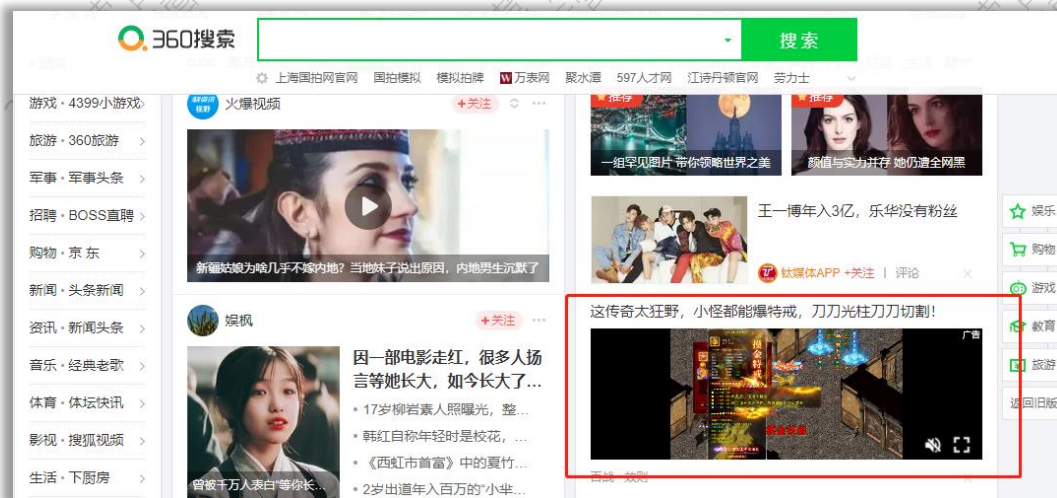 360搜索
搜索
上海国拍网官网 国拍模拟 模拟拍牌 W万表网 聚水潭 597人才网 江诗丹顿官网 劳力士
游戏·4399小游戏
旅游·360旅游
军事·军事头条
招聘·BOSS直聘
购物·京东
新闻·头条新闻
资讯·新闻头条
音乐·经典老歌
体育·体坛快讯
影视·搜狐视频
生活·下厨房
火爆视频
+关注
新疆姑娘为啥几乎不嫁内地？当地妹子说出原因，内地男生沉默了
娱枫
+关注
曾被千万人表白“等你长...
因一部电影走红，很多人扬
言等她长大，如今长大了...
·17岁柳岩素人照曝光，整...
·韩红自称年轻时是校花，...
·《西虹市首富》中的夏竹...
·2岁出道年入百万的“小芈...
推荐
一组罕见图片 带你领略世界之美
推荐
颜值与实力并存 她仍遭全网黑
王一博年入3亿，乐华没有粉丝
钛媒体APP +关注 | 评论
这传奇太狂野，小怪都能爆特戒，刀刀光柱刀刀切割！
广告
摸金特戒
娱乐
购物
游戏
教育
旅游
返回旧版